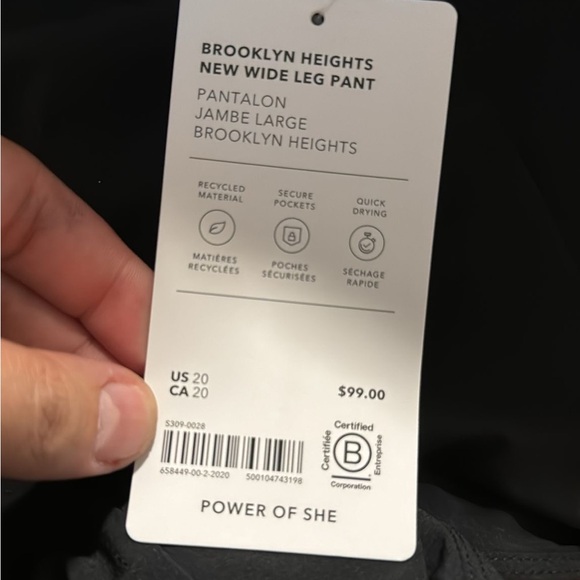 BROOKLYN HEIGHTS
NEW WIDE LEG PANT
PANTALON
JAMBE LARGE
BROOKLYN HEIGHTS
RECYCLED
MATERIAL
SECURE
POCKETS
QUICK
DRYING
MATIÈRES
RECYCLÉES
POCHES
SÉCURISÉES
SÉCHAGE
RAPIDE
US 20
CA 20
$99.00
S309-0028
658449-00-2-2020 500104743198
Certified
Certifiée
B
Entreprise
Corporation
POWER OF SHE